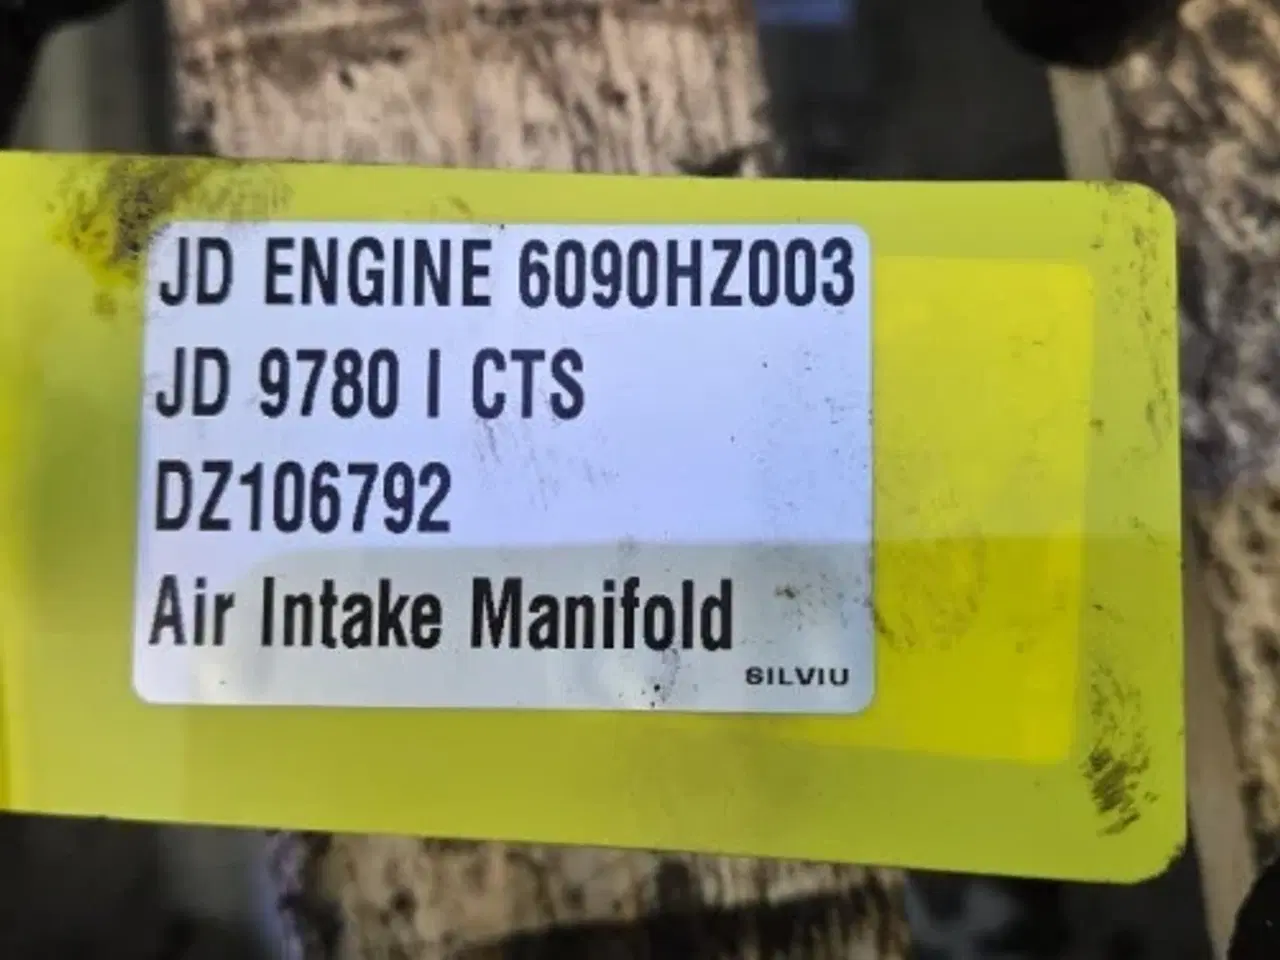 JD ENGINE 6090HZ003
JD 9780 I CTS
DZ106792
Air Intake Manifold
SILVIU